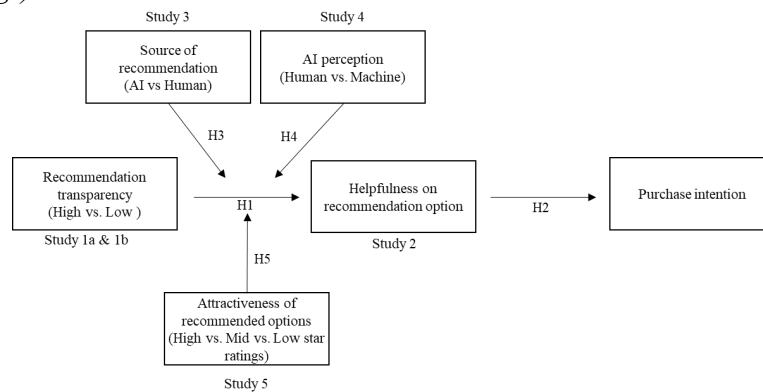 Study 3
Study 4
Source of
recommendation
(AI vs Human)
AI perception
(Human vs. Machine)
H3
H4
Recommendation
transparency
(High vs. Low )
Study 1a & 1b
H1
Helpfulness on
recommendation option
Study 2
H2
Purchase intention
H5
Attractiveness of
recommended options
(High vs. Mid vs. Low star
ratings)
Study 5